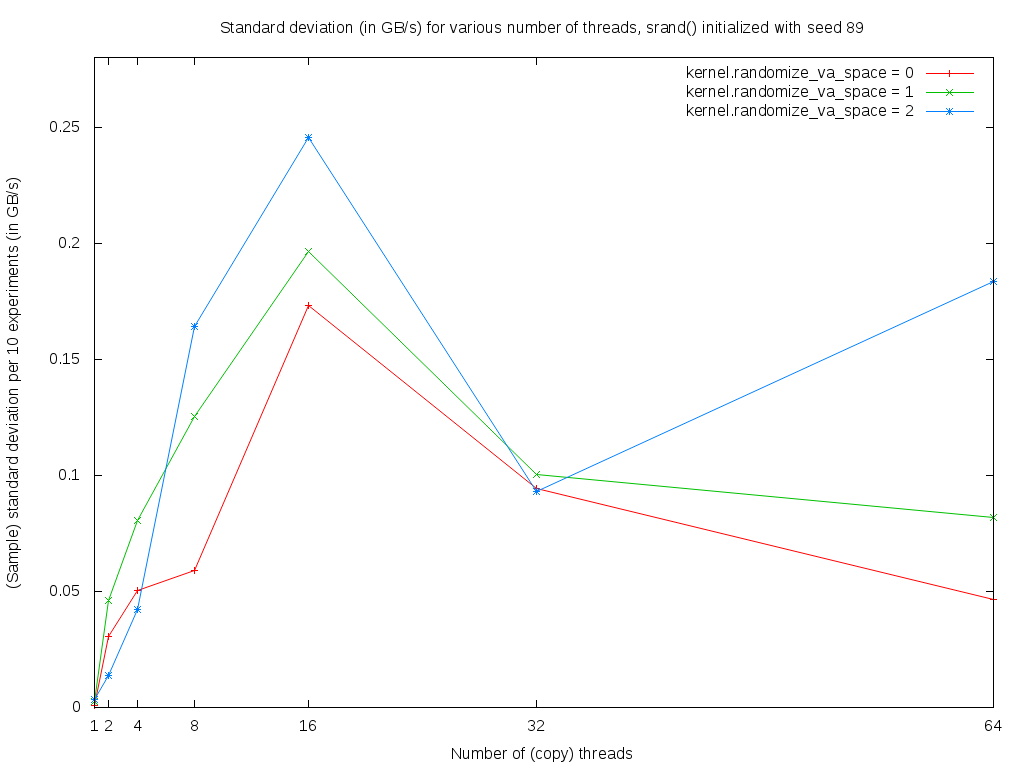 Standard deviation (in GB/s) for various number of threads, srand() initialized with seed 89
kernel.randomize_va_space = 0
kernel.randomize_va_space = 1
kernel.randomize_va_space = 2
(Sample) standard deviation per 10 experiments (in GB/s)
0.25
0.2
0.15
0.1
0.05
0
1 2 4 8 16 32 64
Number of (copy) threads